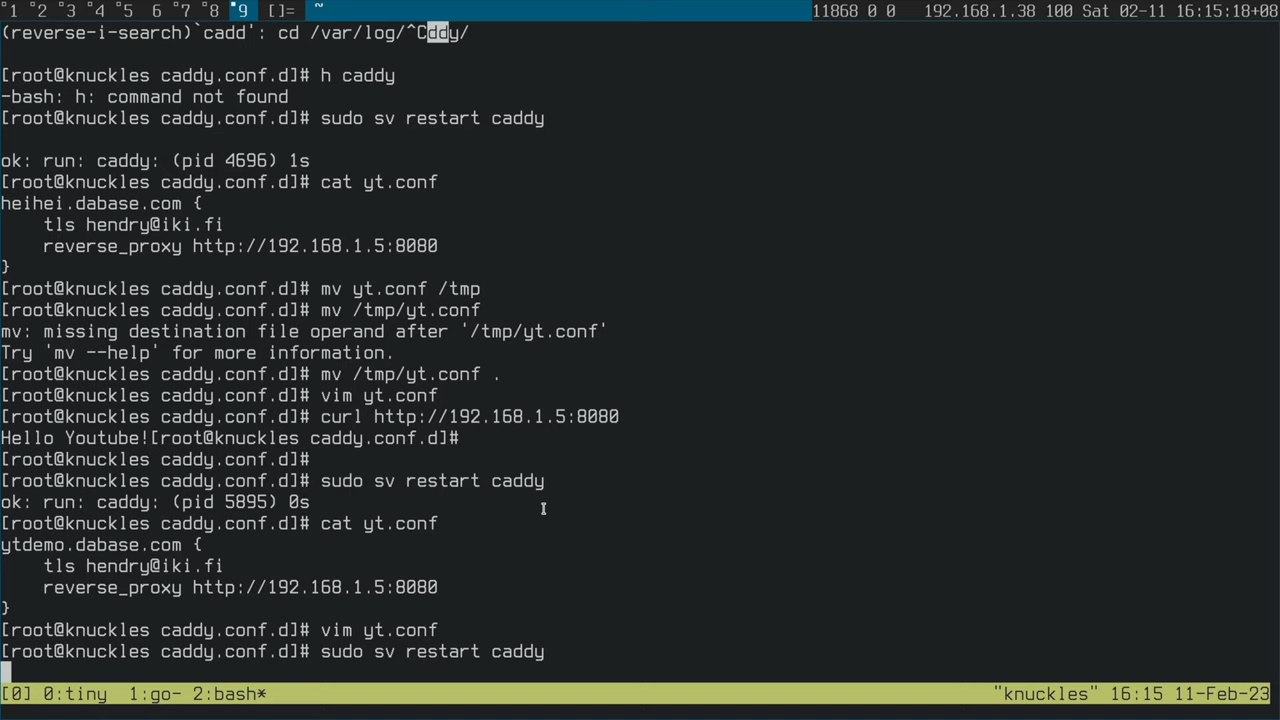 1 2 3 4 5 6 7 8 9 []= ~ 11868 0 0 192.168.1.38 100 Sat 02-11 16:15:18+08
(reverse-i-search)`cadd': cd /var/log/^Cddy/
[root@knuckles caddy.conf.d]# h caddy
-bash: h: command not found
[root@knuckles caddy.conf.d]# sudo sv restart caddy
ok: run: caddy: (pid 4696) 1s
[root@knuckles caddy.conf.d]# cat yt.conf
heihei.dabase.com {
    tls hendry@iki.fi
    reverse_proxy http://192.168.1.5:8080
}
[root@knuckles caddy.conf.d]# mv yt.conf /tmp
[root@knuckles caddy.conf.d]# mv /tmp/yt.conf
mv: missing destination file operand after '/tmp/yt.conf'
Try 'mv --help' for more information.
[root@knuckles caddy.conf.d]# mv /tmp/yt.conf .
[root@knuckles caddy.conf.d]# vim yt.conf
[root@knuckles caddy.conf.d]# curl http://192.168.1.5:8080
Hello Youtube![root@knuckles caddy.conf.d]#
[root@knuckles caddy.conf.d]#
[root@knuckles caddy.conf.d]# sudo sv restart caddy
ok: run: caddy: (pid 5895) 0s
[root@knuckles caddy.conf.d]# cat yt.conf
ytdemo.dabase.com {
    tls hendry@iki.fi
    reverse_proxy http://192.168.1.5:8080
}
[root@knuckles caddy.conf.d]# vim yt.conf
[root@knuckles caddy.conf.d]# sudo sv restart caddy
[0] 0:tiny  1:go- 2:bash* "knuckles" 16:15 11-Feb-23